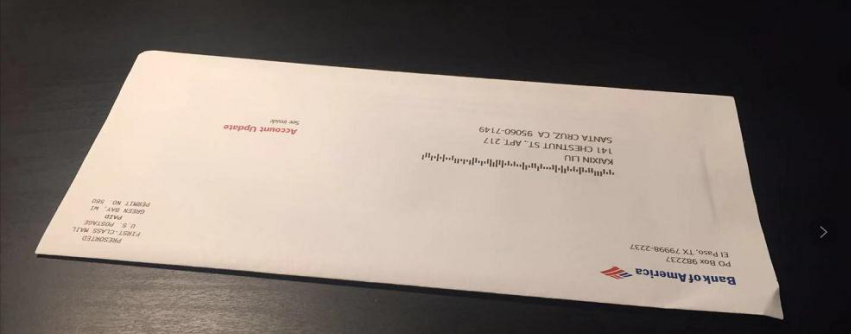 Bank of America
PO Box 982237
El Paso, TX 79998-2237
PRESORTED
FIRST-CLASS MAIL
U.S. POSTAGE
PAID
GREEN BAY, WI
PERMIT NO. 580
KAIXIN LIU
141 CHESTNUT ST., APT. 217
SANTA CRUZ, CA 95060-7149
Account Update
See Inside